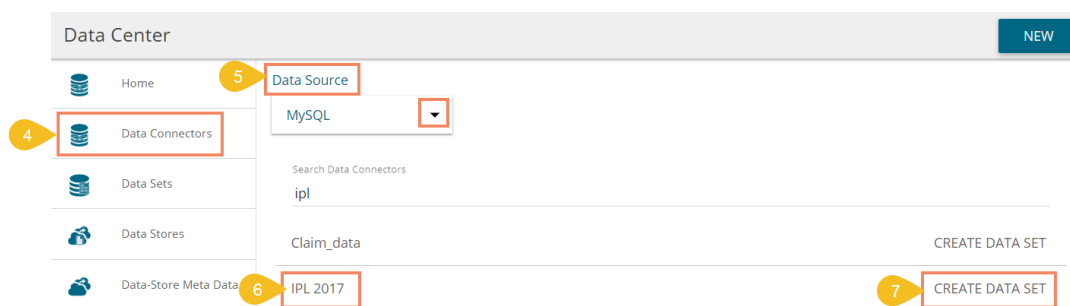 Data Center
NEW
Home
5
Data Source
MySQL
4
Data Connectors
Search Data Connectors
ipl
Data Sets
Data Stores
Claim_data
CREATE DATA SET
Data-Store Meta Data
6
IPL 2017
7
CREATE DATA SET